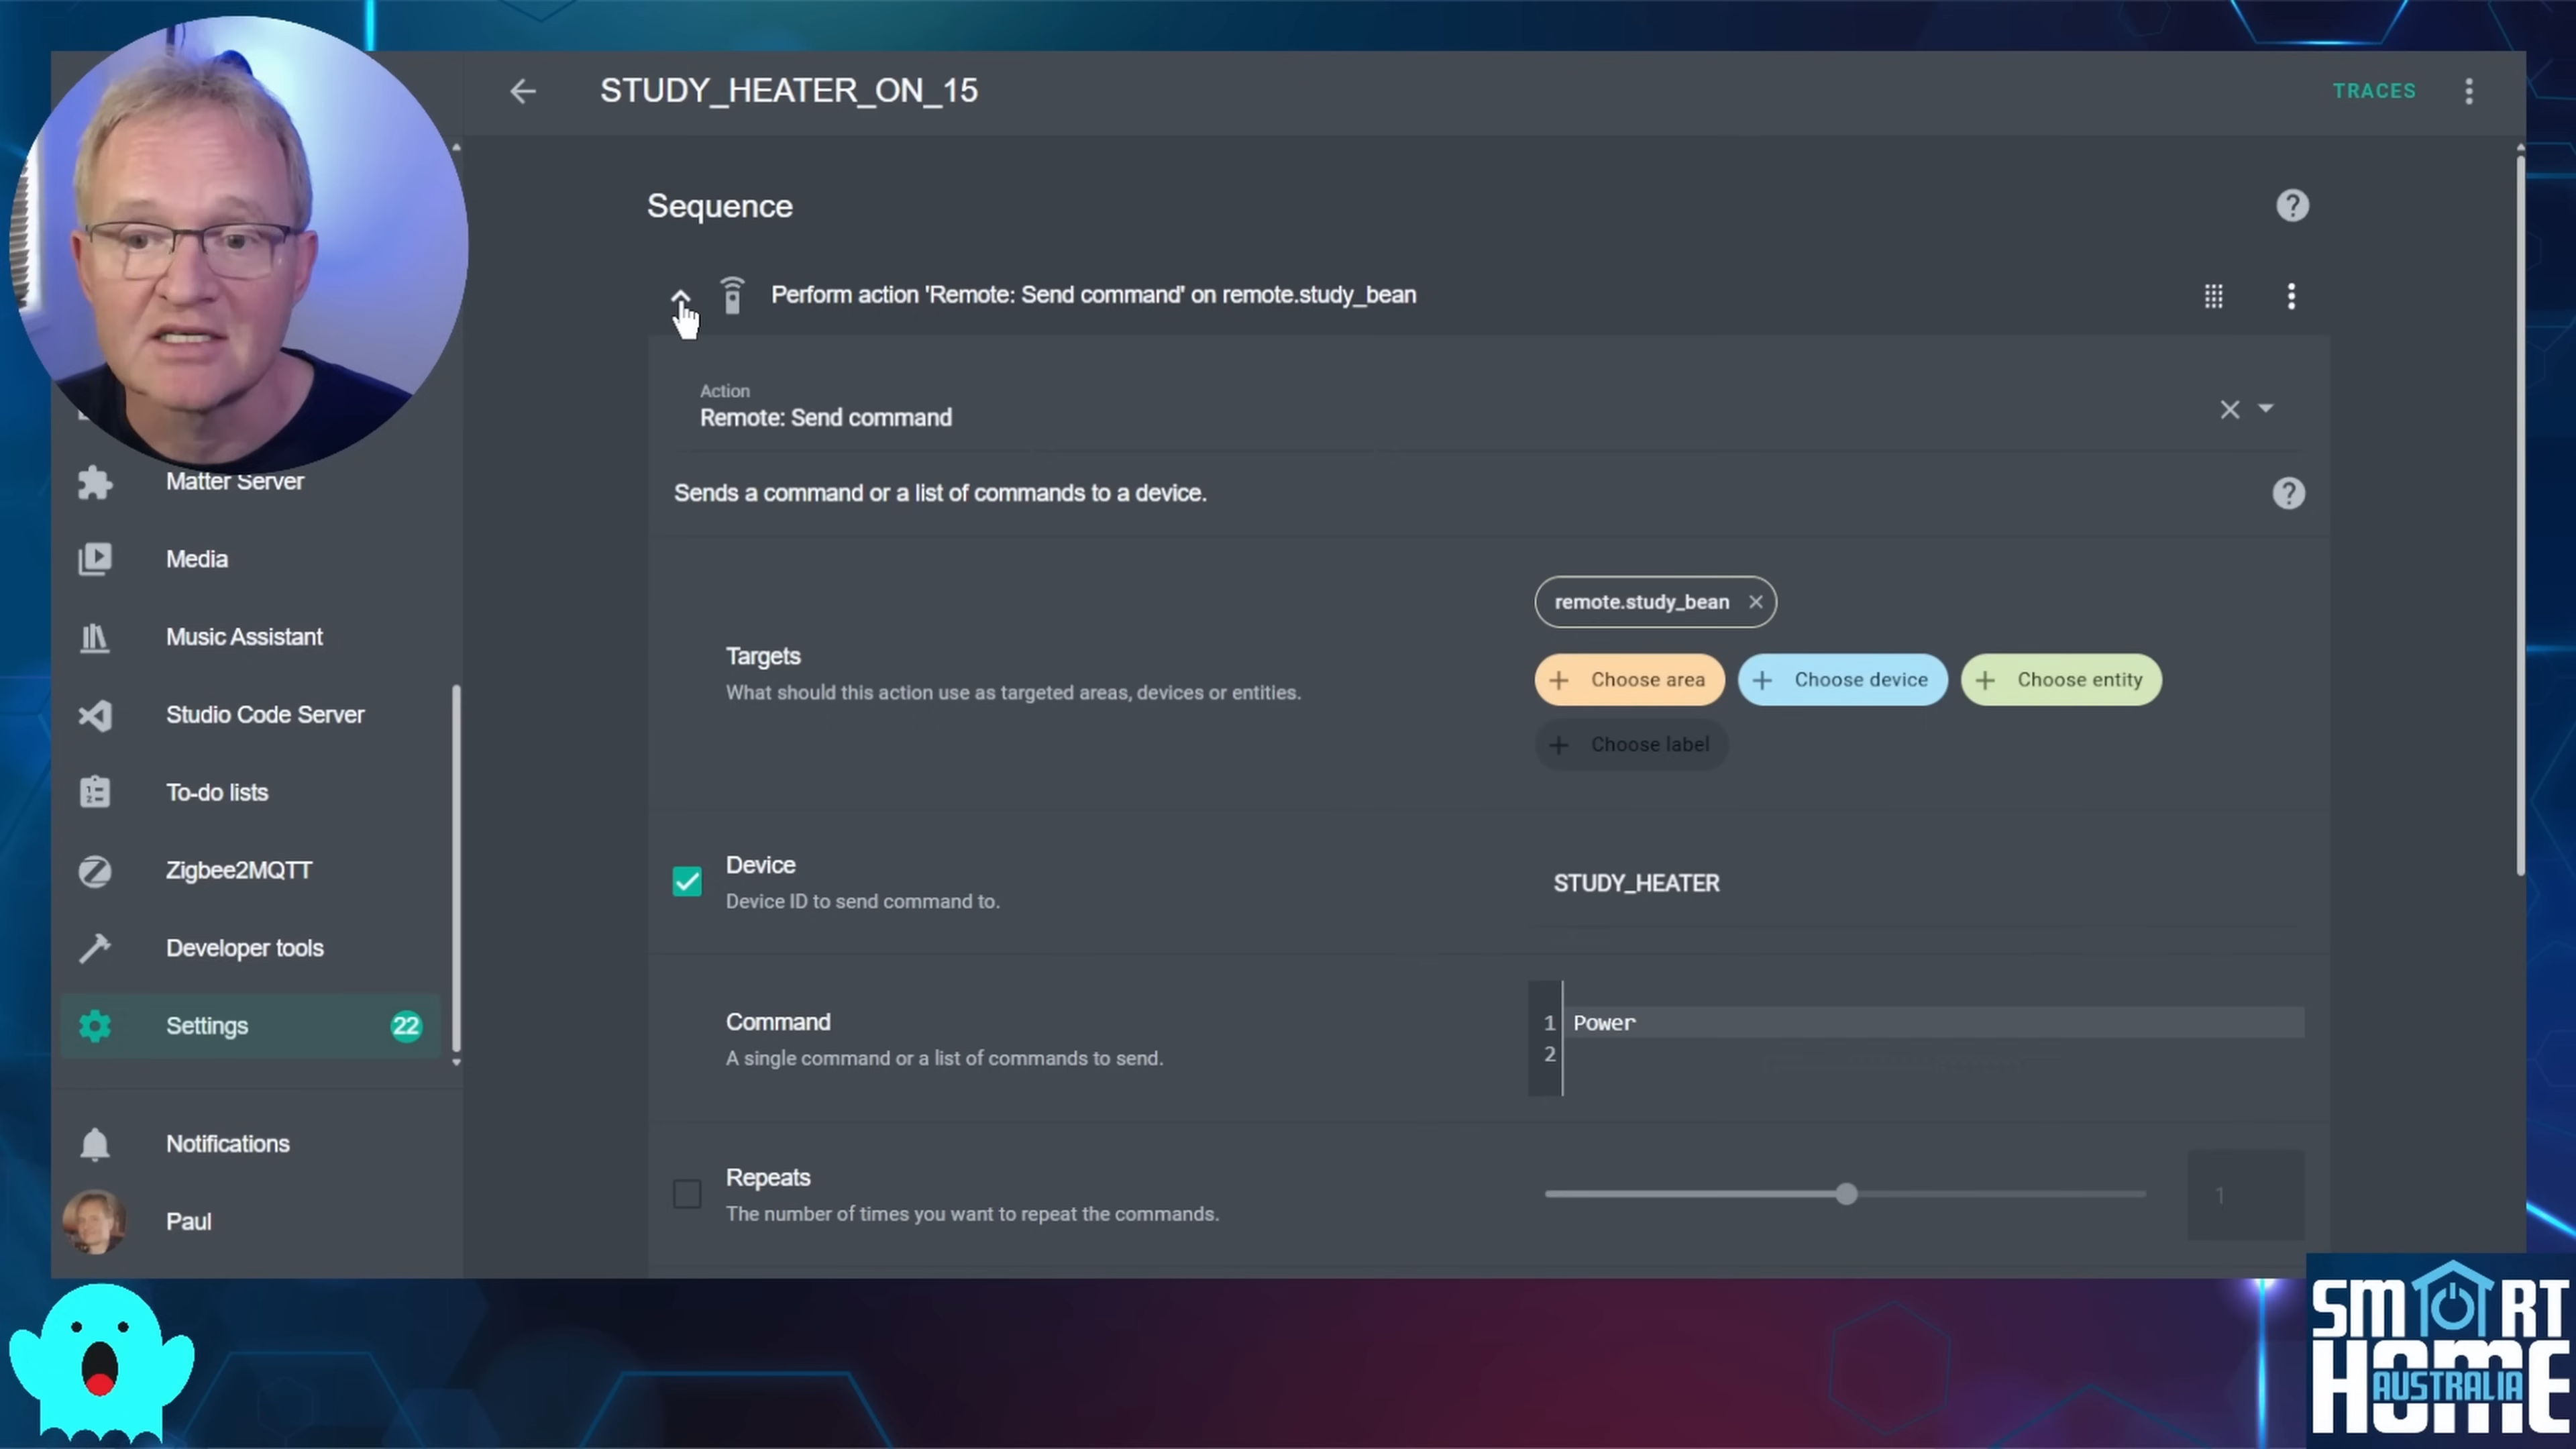 STUDY_HEATER_ON_15
TRACES
Sequence
Perform action 'Remote: Send command' on remote.study_bean
Action
Remote: Send command
Sends a command or a list of commands to a device.
Targets
What should this action use as targeted areas, devices or entities.
remote.study_bean
Choose area
Choose device
Choose entity
Choose label
Device
Device ID to send command to.
STUDY_HEATER
Command
A single command or a list of commands to send.
1 Power
2
Repeats
The number of times you want to repeat the commands.
1
Matter Server
Media
Music Assistant
Studio Code Server
To-do lists
Zigbee2MQTT
Developer tools
Settings 22
Notifications
Paul
SMART
HOME
AUSTRALIA